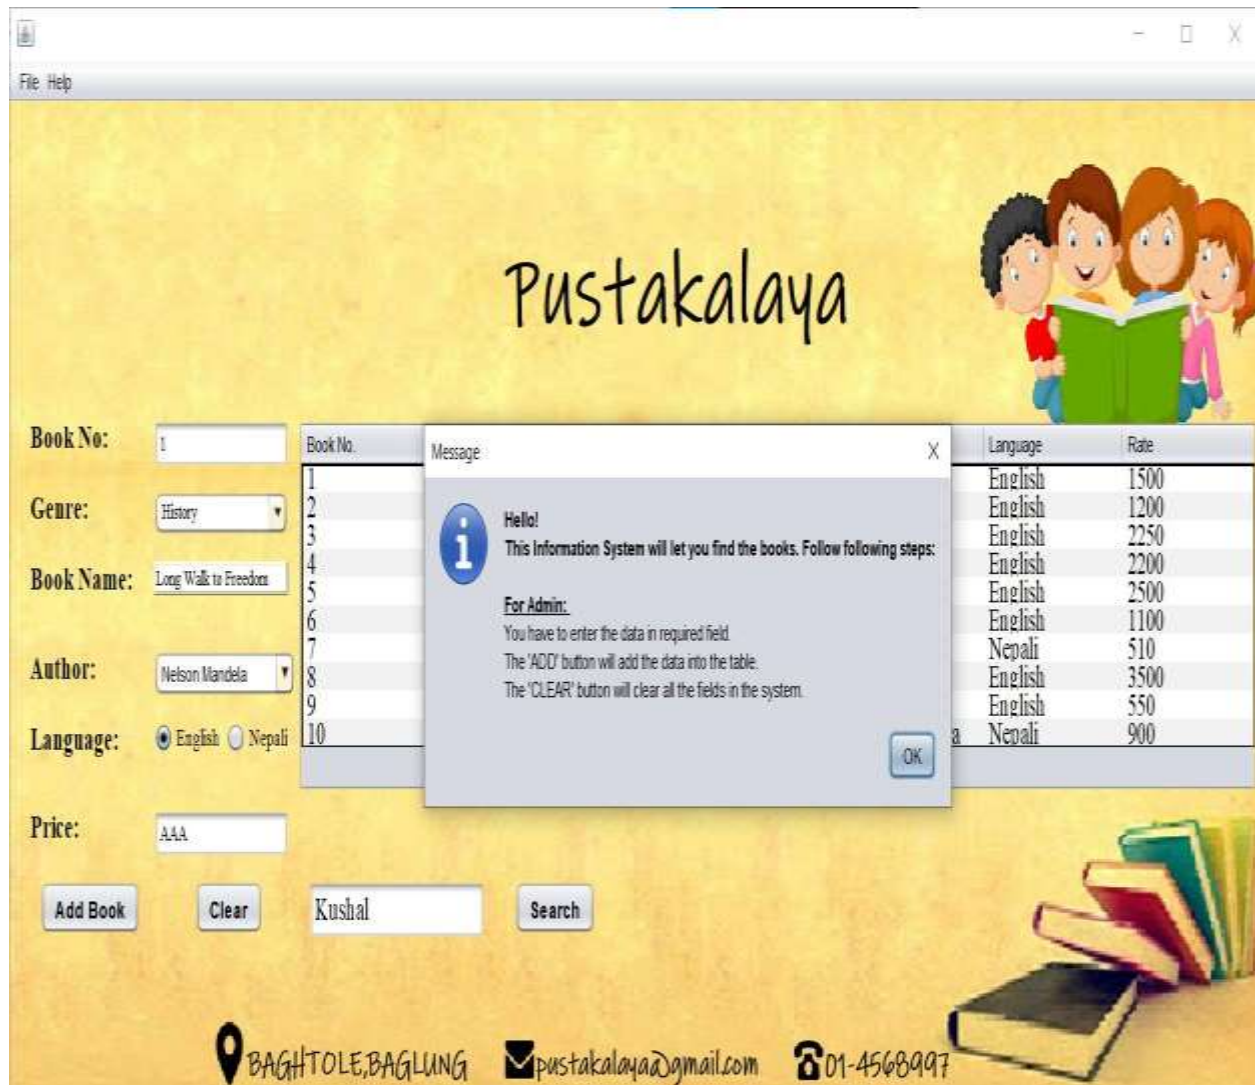 File Help
Pustakalaya
Book No: 1
Genre: History
Book Name: Long Walk to Freedom
Author: Nelson Mandela
Language: English Nepali
Price: AAA
Book No. Language Rate
1 English 1500
2 English 1200
3 English 2250
4 English 2200
5 English 2500
6 English 1100
7 Nepali 510
8 English 3500
9 English 550
10 a Nepali 900
Message X
Hello!
This Information System will let you find the books. Follow following steps:
For Admin:
You have to enter the data in required field.
The 'ADD' button will add the data into the table.
The 'CLEAR' button will clear all the fields in the system.
OK
Add Book Clear Kushal Search
BAGHTOLE,BAGLUNG pustakalaya@gmail.com 01-4568997